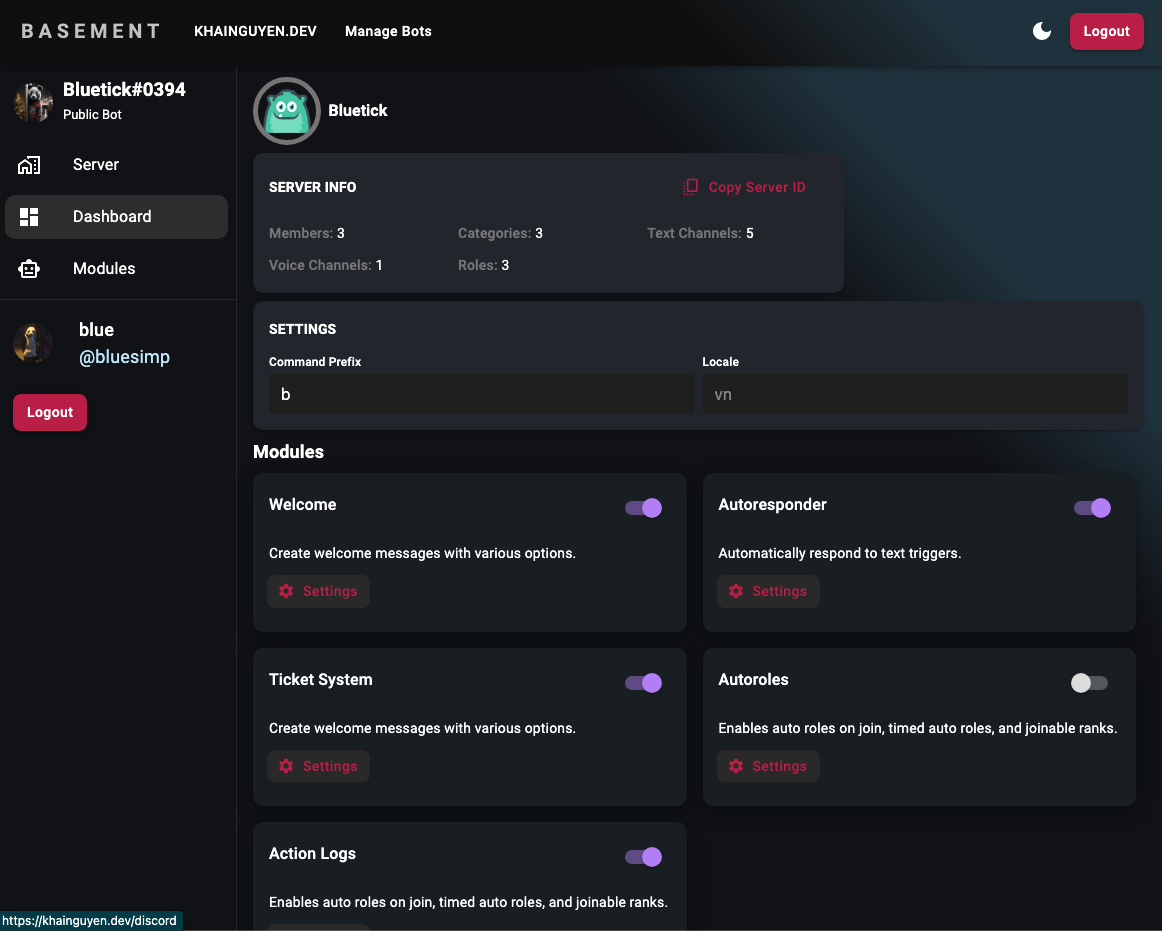 BASEMENT KHAINGUYEN.DEV Manage Bots Logout
Bluetick#0394
Public Bot
Server
Dashboard
Modules
blue
@bluesimp
Logout
Bluetick
SERVER INFO Copy Server ID
Members: 3 Categories: 3 Text Channels: 5
Voice Channels: 1 Roles: 3
SETTINGS
Command Prefix Locale
b vn
Modules
Welcome
Create welcome messages with various options.
Settings
Autoresponder
Automatically respond to text triggers.
Settings
Ticket System
Create welcome messages with various options.
Settings
Autoroles
Enables auto roles on join, timed auto roles, and joinable ranks.
Settings
Action Logs
Enables auto roles on join, timed auto roles, and joinable ranks.
https://khainguyen.dev/discord